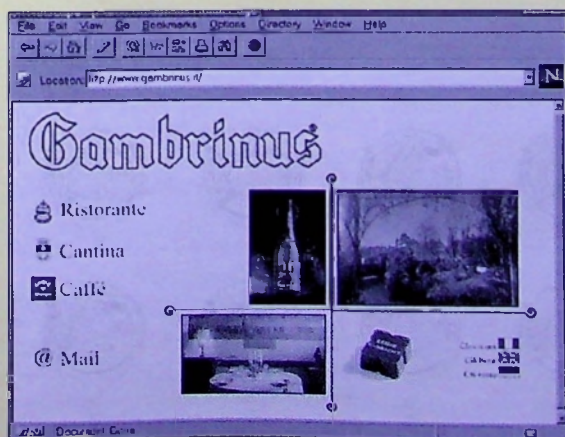 File Edit View Go Bookmarks Options Directory Window Help
Location: http://www.gambrinus.it/
N
Gambrinus
Ristorante
Cantina
Caffé
@ Mail
Document: Done